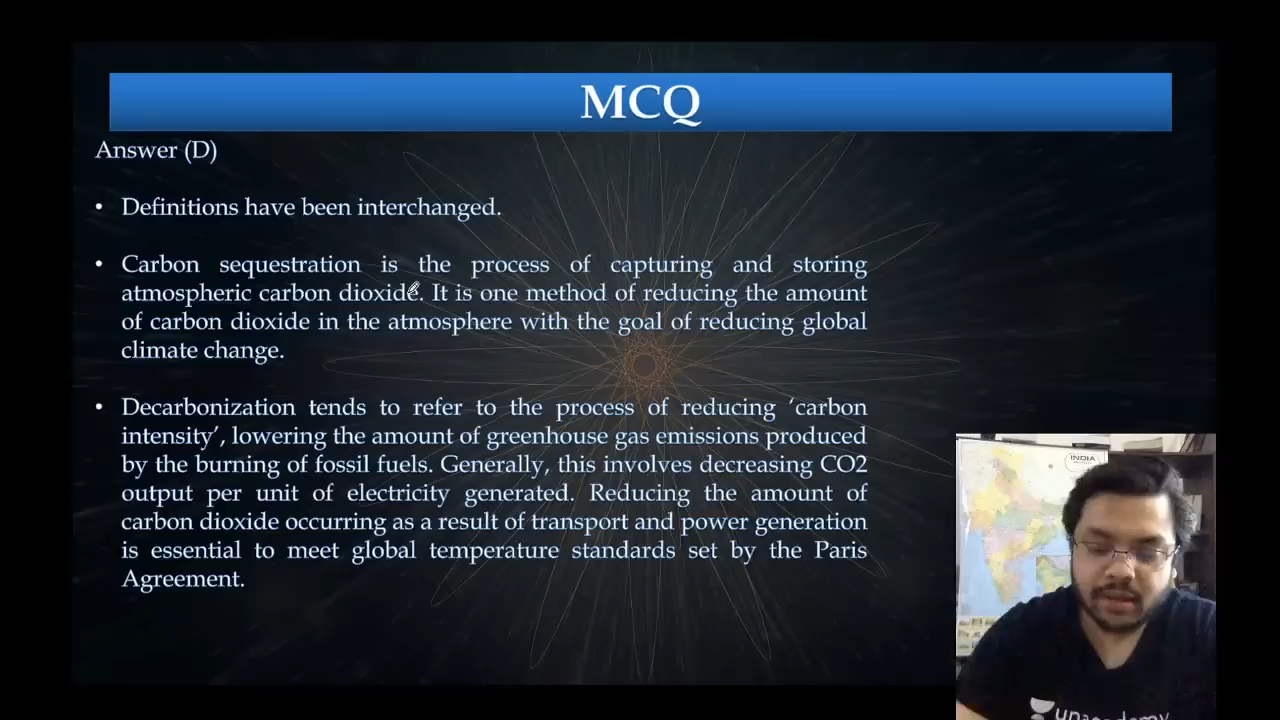 MCQ
Answer (D)
• Definitions have been interchanged.
• Carbon sequestration is the process of capturing and storing
atmospheric carbon dioxide. It is one method of reducing the amount
of carbon dioxide in the atmosphere with the goal of reducing global
climate change.
• Decarbonization tends to refer to the process of reducing ‘carbon
intensity’, lowering the amount of greenhouse gas emissions produced
by the burning of fossil fuels. Generally, this involves decreasing CO2
output per unit of electricity generated. Reducing the amount of
carbon dioxide occurring as a result of transport and power generation
is essential to meet global temperature standards set by the Paris
Agreement.
INDIA
unacademy